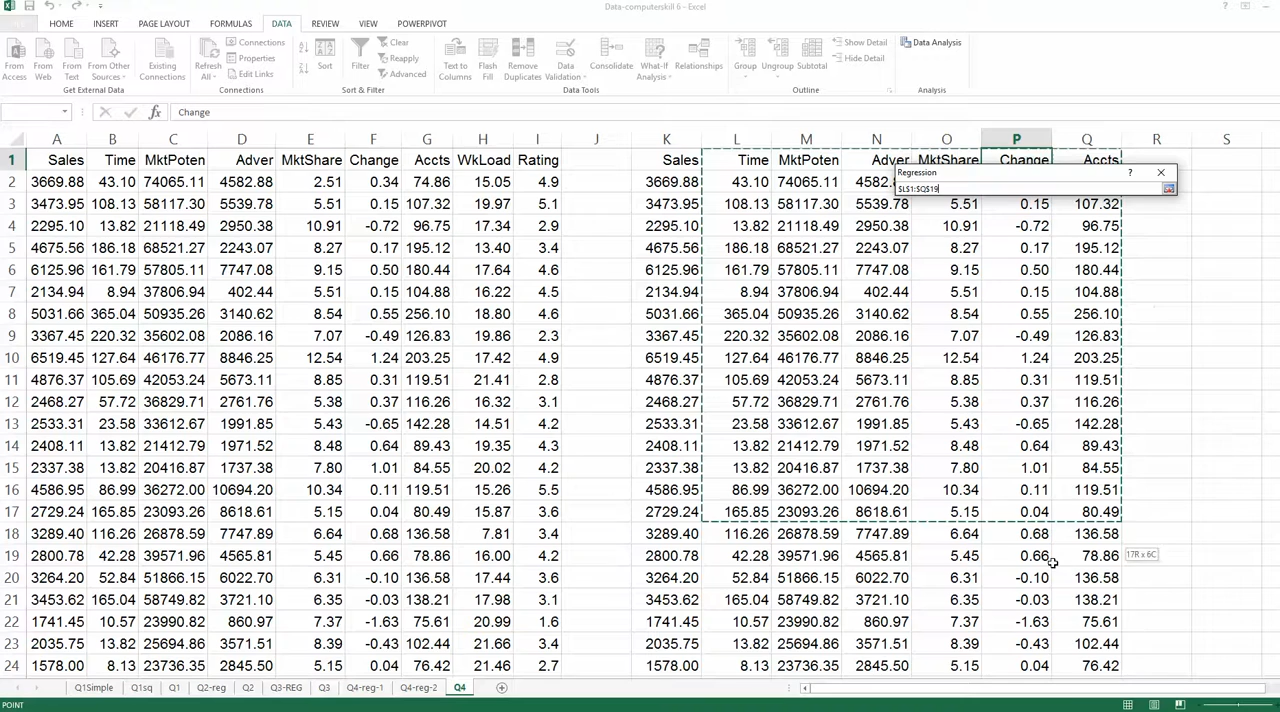 Data-computerskill 6 - Excel
HOME INSERT PAGE LAYOUT FORMULAS DATA REVIEW VIEW POWERPIVOT
From Access From Web From Text From Other Sources Existing Connections Refresh All Connections Properties Edit Links Sort Filter Clear Reapply Advanced Text to Columns Flash Fill Remove Duplicates Data Validation Consolidate What-If Analysis Relationships Group Ungroup Subtotal Show Detail Hide Detail Data Analysis
Get External Data Connections Sort & Filter Data Tools Outline Analysis
fx Change
A B C D E F G H I J K L M N O P Q R S
1 Sales Time MktPoten Adver MktShare Change Accts WkLoad Rating Sales Time MktPoten Adver MktShare Change Accts
Regression ?
$L$1:$Q$19
2 3669.88 43.10 74065.11 4582.88 2.51 0.34 74.86 15.05 4.9 3669.88 43.10 74065.11
3 3473.95 108.13 58117.30 5539.78 5.51 0.15 107.32 19.97 5.1 3473.95 108.13 58117.30 5539.78 5.51 0.15 107.32
4 2295.10 13.82 21118.49 2950.38 10.91 -0.72 96.75 17.34 2.9 2295.10 13.82 21118.49 2950.38 10.91 -0.72 96.75
5 4675.56 186.18 68521.27 2243.07 8.27 0.17 195.12 13.40 3.4 4675.56 186.18 68521.27 2243.07 8.27 0.17 195.12
6 6125.96 161.79 57805.11 7747.08 9.15 0.50 180.44 17.64 4.6 6125.96 161.79 57805.11 7747.08 9.15 0.50 180.44
7 2134.94 8.94 37806.94 402.44 5.51 0.15 104.88 16.22 4.5 2134.94 8.94 37806.94 402.44 5.51 0.15 104.88
8 5031.66 365.04 50935.26 3140.62 8.54 0.55 256.10 18.80 4.6 5031.66 365.04 50935.26 3140.62 8.54 0.55 256.10
9 3367.45 220.32 35602.08 2086.16 7.07 -0.49 126.83 19.86 2.3 3367.45 220.32 35602.08 2086.16 7.07 -0.49 126.83
10 6519.45 127.64 46176.77 8846.25 12.54 1.24 203.25 17.42 4.9 6519.45 127.64 46176.77 8846.25 12.54 1.24 203.25
11 4876.37 105.69 42053.24 5673.11 8.85 0.31 119.51 21.41 2.8 4876.37 105.69 42053.24 5673.11 8.85 0.31 119.51
12 2468.27 57.72 36829.71 2761.76 5.38 0.37 116.26 16.32 3.1 2468.27 57.72 36829.71 2761.76 5.38 0.37 116.26
13 2533.31 23.58 33612.67 1991.85 5.43 -0.65 142.28 14.51 4.2 2533.31 23.58 33612.67 1991.85 5.43 -0.65 142.28
14 2408.11 13.82 21412.79 1971.52 8.48 0.64 89.43 19.35 4.3 2408.11 13.82 21412.79 1971.52 8.48 0.64 89.43
15 2337.38 13.82 20416.87 1737.38 7.80 1.01 84.55 20.02 4.2 2337.38 13.82 20416.87 1737.38 7.80 1.01 84.55
16 4586.95 86.99 36272.00 10694.20 10.34 0.11 119.51 15.26 5.5 4586.95 86.99 36272.00 10694.20 10.34 0.11 119.51
17 2729.24 165.85 23093.26 8618.61 5.15 0.04 80.49 15.87 3.6 2729.24 165.85 23093.26 8618.61 5.15 0.04 80.49
18 3289.40 116.26 26878.59 7747.89 6.64 0.68 136.58 7.81 3.4 3289.40 116.26 26878.59 7747.89 6.64 0.68 136.58
19 2800.78 42.28 39571.96 4565.81 5.45 0.66 78.86 16.00 4.2 2800.78 42.28 39571.96 4565.81 5.45 0.66 78.86 17R x 6C
20 3264.20 52.84 51866.15 6022.70 6.31 -0.10 136.58 17.44 3.6 3264.20 52.84 51866.15 6022.70 6.31 -0.10 136.58
21 3453.62 165.04 58749.82 3721.10 6.35 -0.03 138.21 17.98 3.1 3453.62 165.04 58749.82 3721.10 6.35 -0.03 138.21
22 1741.45 10.57 23990.82 860.97 7.37 -1.63 75.61 20.99 1.6 1741.45 10.57 23990.82 860.97 7.37 -1.63 75.61
23 2035.75 13.82 25694.86 3571.51 8.39 -0.43 102.44 21.66 3.4 2035.75 13.82 25694.86 3571.51 8.39 -0.43 102.44
24 1578.00 8.13 23736.35 2845.50 5.15 0.04 76.42 21.46 2.7 1578.00 8.13 23736.35 2845.50 5.15 0.04 76.42
Q1Simple Q1sq Q1 Q2-reg Q2 Q3-REG Q3 Q4-reg-1 Q4-reg-2 Q4
POINT